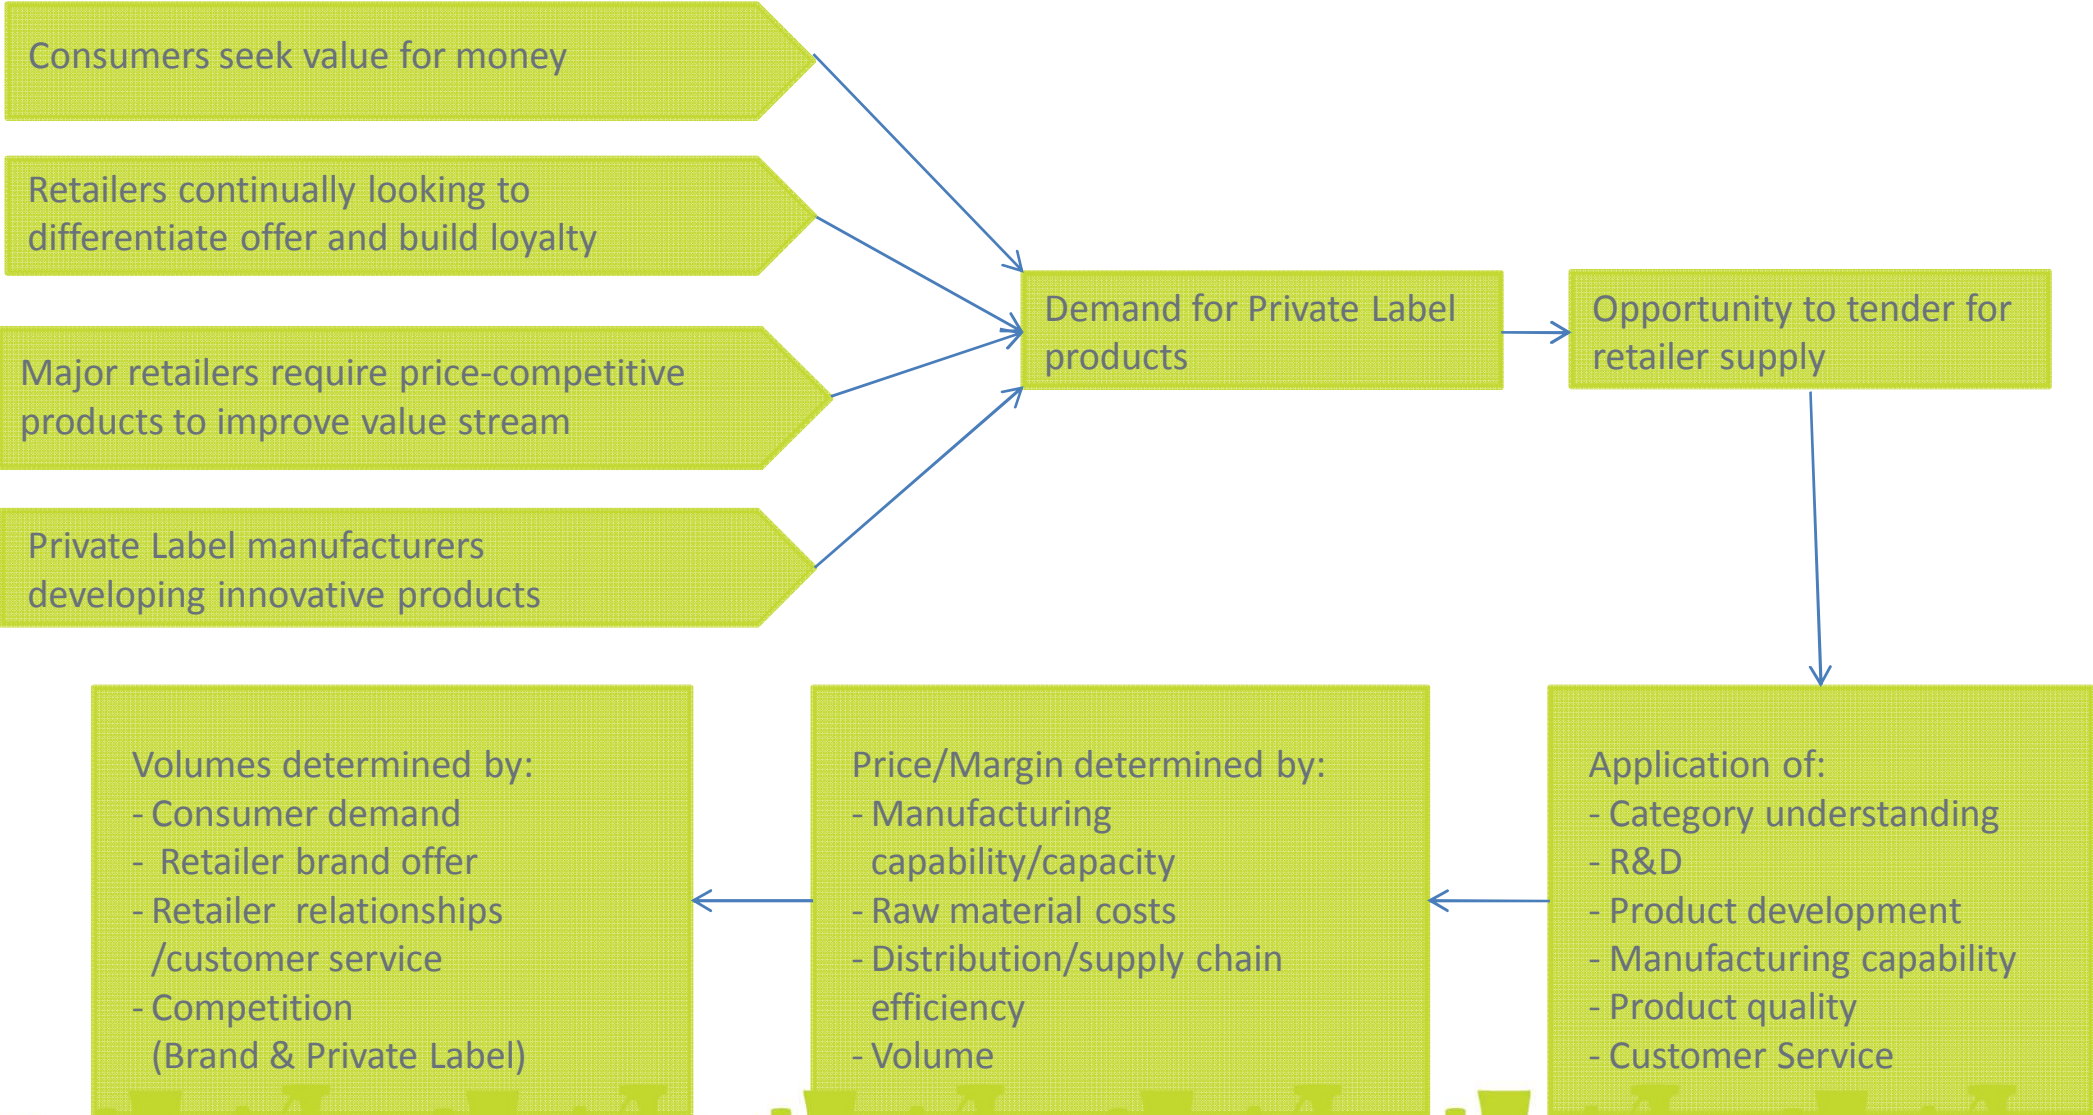 Consumers seek value for money
Retailers continually looking to
differentiate offer and build loyalty
Major retailers require price-competitive
products to improve value stream
Private Label manufacturers
developing innovative products
Demand for Private Label
products
Opportunity to tender for
retailer supply
Volumes determined by:
- Consumer demand
- Retailer brand offer
- Retailer relationships
/customer service
- Competition
(Brand & Private Label)
Price/Margin determined by:
- Manufacturing
capability/capacity
- Raw material costs
- Distribution/supply chain
efficiency
- Volume
Application of:
- Category understanding
- R&D
- Product development
- Manufacturing capability
- Product quality
- Customer Service